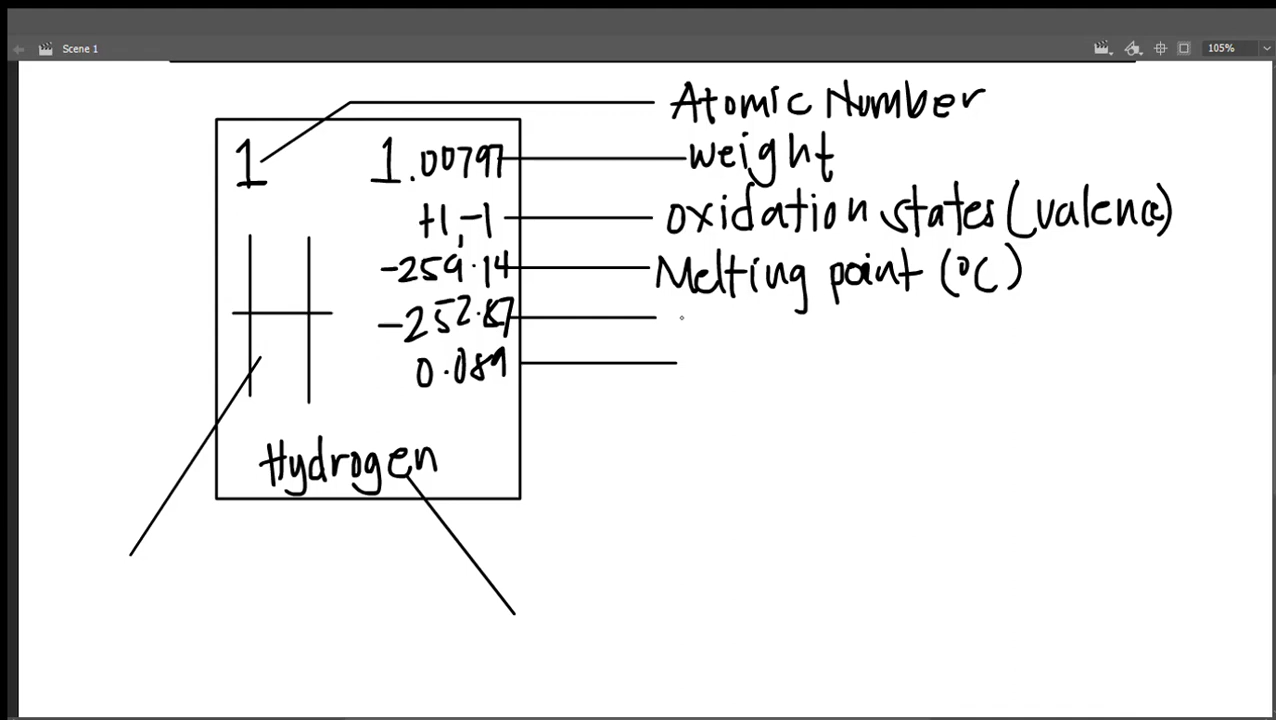 Scene 1
105%
Atomic Number
1
1.00797
weight
+1,-1
oxidation states (valence)
-259.14
Melting point (°C)
H
-252.87
0.089
Hydrogen